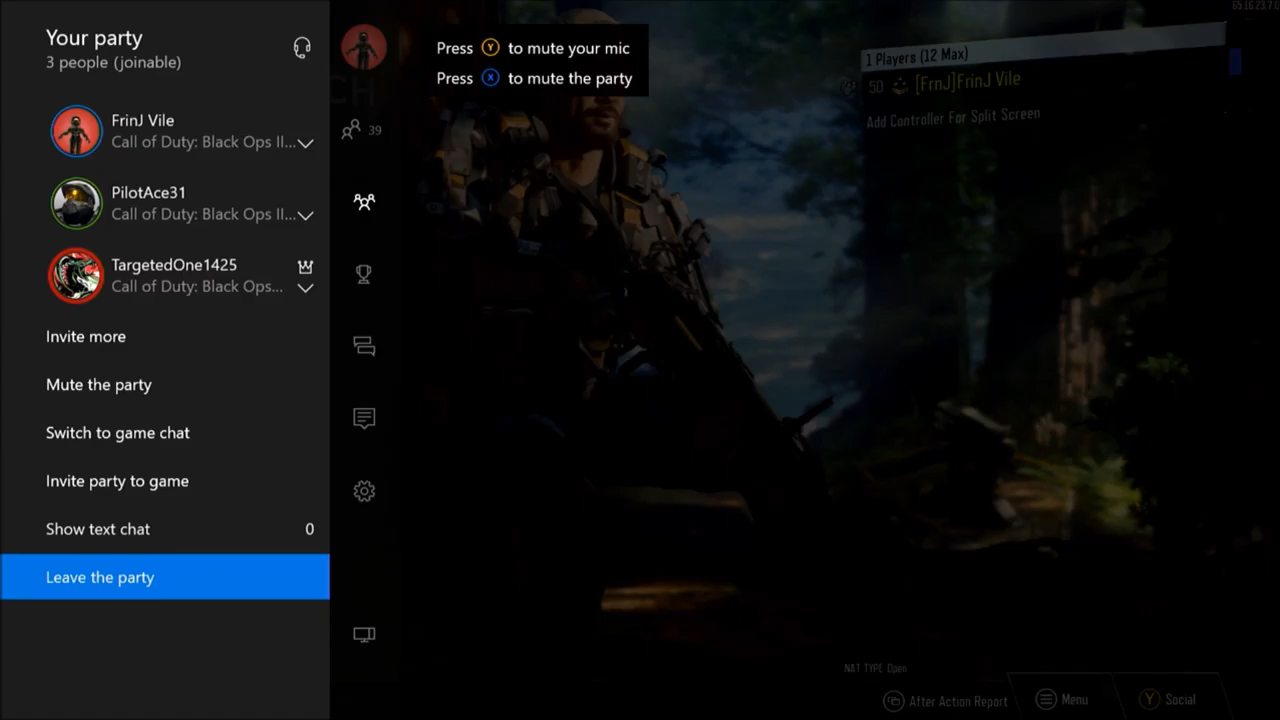 Your party
3 people (joinable)
FrinJ Vile
Call of Duty: Black Ops II...
PilotAce31
Call of Duty: Black Ops II...
TargetedOne1425
Call of Duty: Black Ops...
Invite more
Mute the party
Switch to game chat
Invite party to game
Show text chat 0
Leave the party
39
Press Y to mute your mic
Press X to mute the party
CH
1 Players (12 Max)
50 [FrnJ]FrinJ Vile
Add Controller For Split Screen
NAT TYPE Open
After Action Report
Menu
Y Social